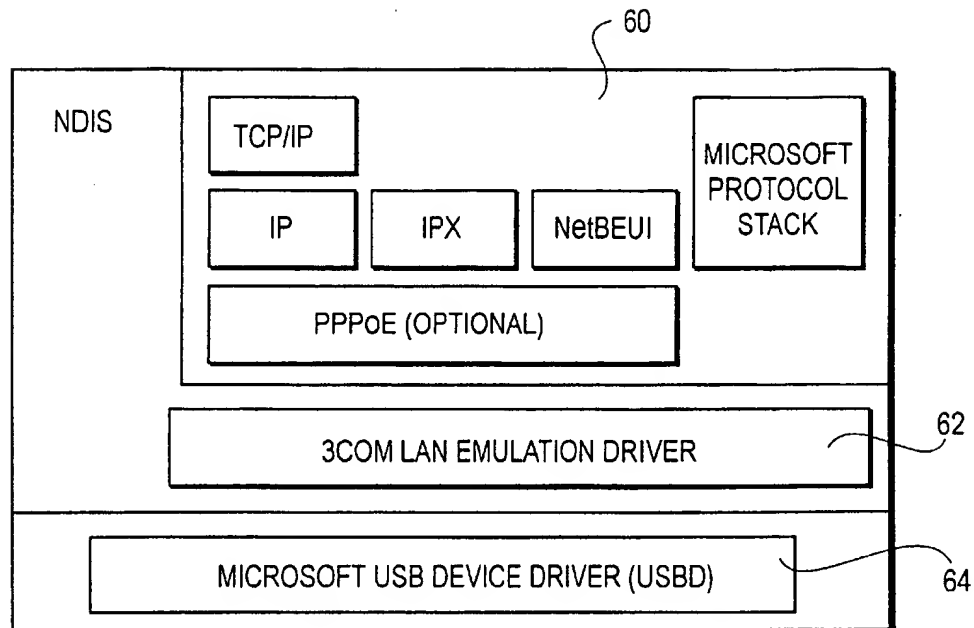 60
NDIS
TCP/IP
MICROSOFT
PROTOCOL
STACK
IP
IPX
NetBEUI
PPPoE (OPTIONAL)
62
3COM LAN EMULATION DRIVER
MICROSOFT USB DEVICE DRIVER (USBD)
64